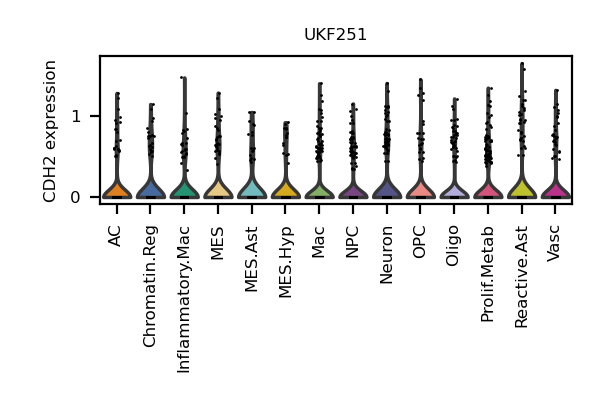 UKF251
CDH2 expression
1
0
AC
Chromatin.Reg
Inflammatory.Mac
MES
MES.Ast
MES.Hyp
Mac
NPC
Neuron
OPC
Oligo
Prolif.Metab
Reactive.Ast
Vasc